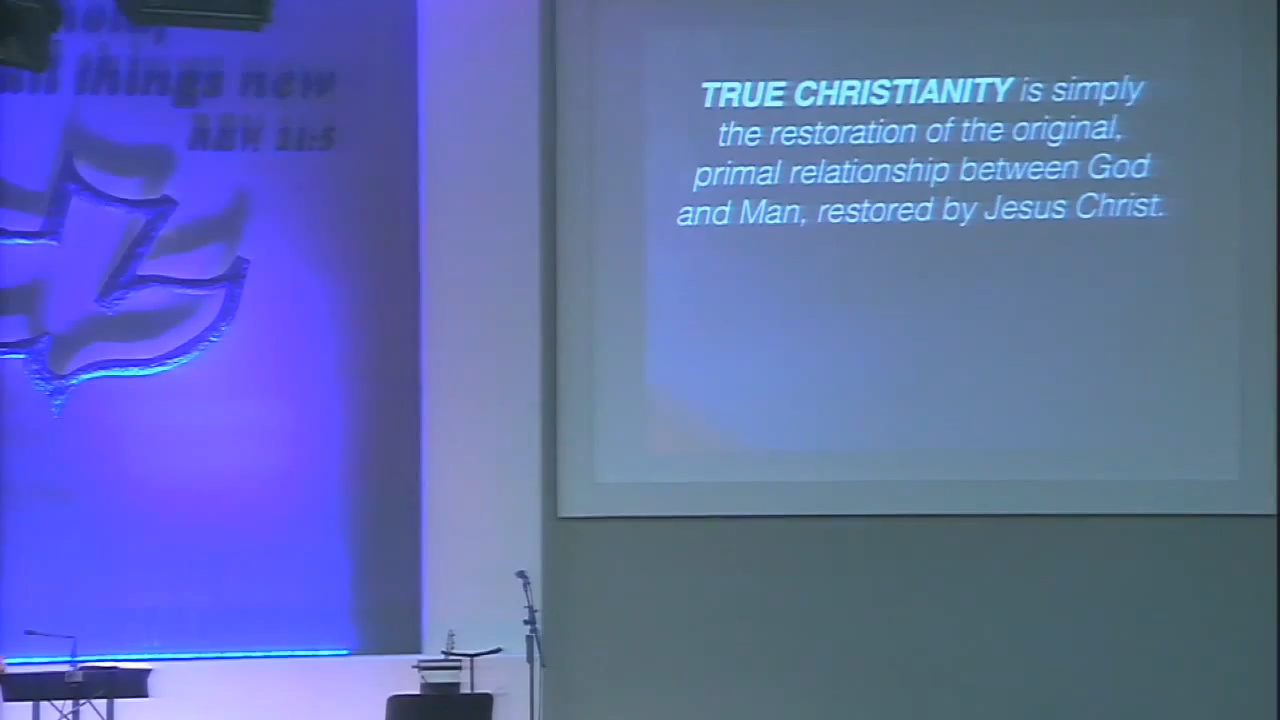 all things new
REV. 21:5
TRUE CHRISTIANITY is simply
the restoration of the original,
primal relationship between God
and Man, restored by Jesus Christ.